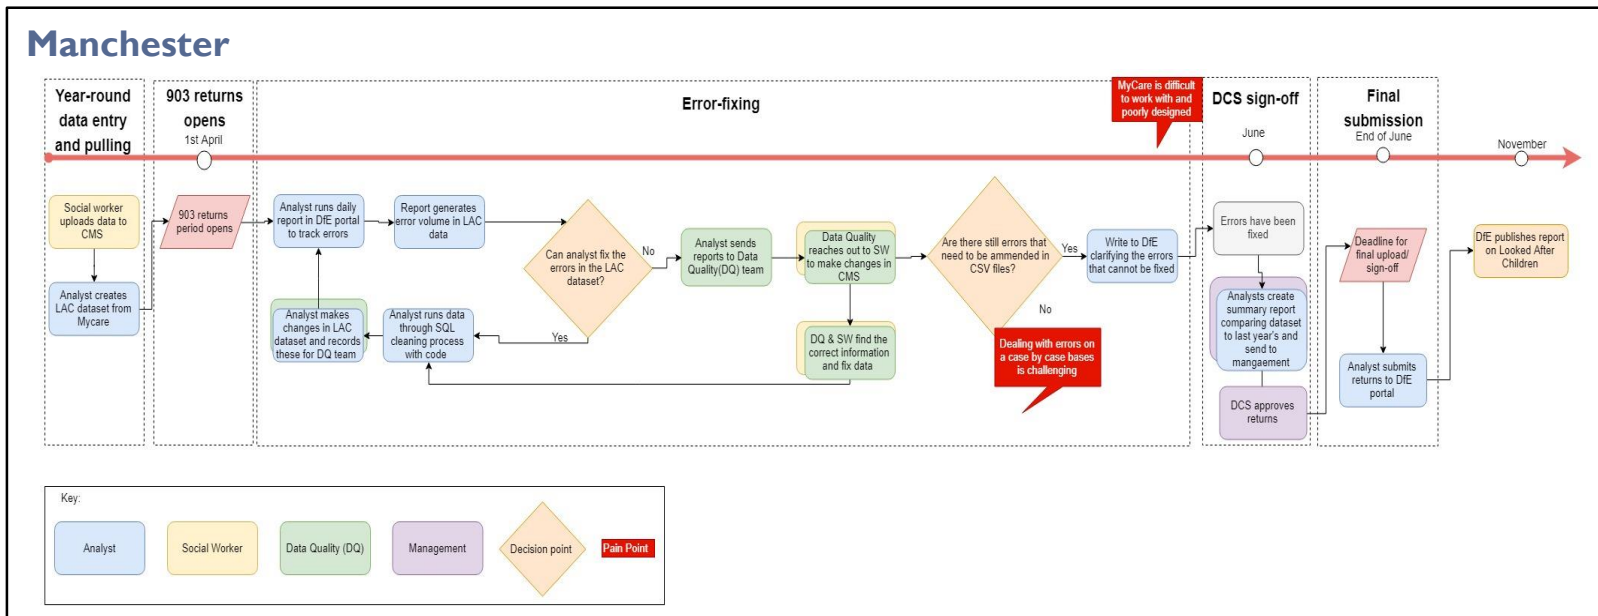 Manchester
Year-round
data entry
and pulling
903 returns
opens
1st April
Error-fixing
MyCare is difficult
to work with and
poorly designed
DCS sign-off
June
Final
submission
End of June
November
Social worker
uploads data to
CMS
Analyst creates
LAC dataset from
Mycare
903 returns
period opens
Analyst runs daily
report in DfE portal
to track errors
Report generates
error volume in LAC
data
Can analyst fix the
errors in the LAC
dataset?
No
Yes
Analyst makes
changes in LAC
dataset and records
these for DQ team
Analyst runs data
through SQL
cleaning process
with code
Analyst sends
reports to Data
Quality(DQ) team
Data Quality
reaches out to SW
to make changes in
CMS
DQ & SW find the
correct information
and fix data
Are there still errors that
need to be ammended in
CSV files?
Yes
No
Dealing with errors on
a case by case bases
is challenging
Write to DfE
clarifying the errors
that cannot be fixed
Errors have been
fixed
Analysts create
summary report
comparing dataset
to last year's and
send to
mangaement
DCS approves
returns
Deadline for
final upload/
sign-off
Analyst submits
returns to DfE
portal
DfE publishes report
on Looked After
Children
Key:
Analyst
Social Worker
Data Quality (DQ)
Management
Decision point
Pain Point